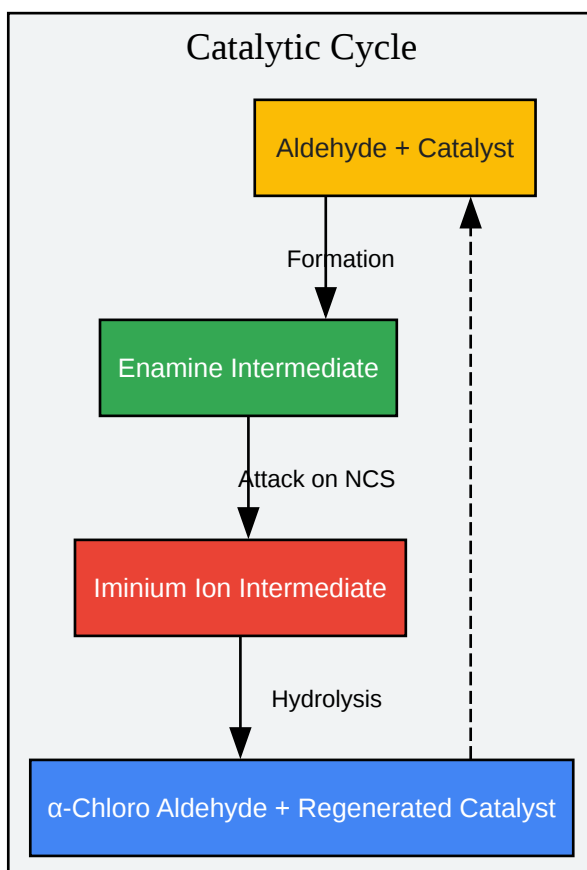 Catalytic Cycle
Aldehyde + Catalyst
Formation
Enamine Intermediate
Attack on NCS
Iminium Ion Intermediate
Hydrolysis
α-Chloro Aldehyde + Regenerated Catalyst